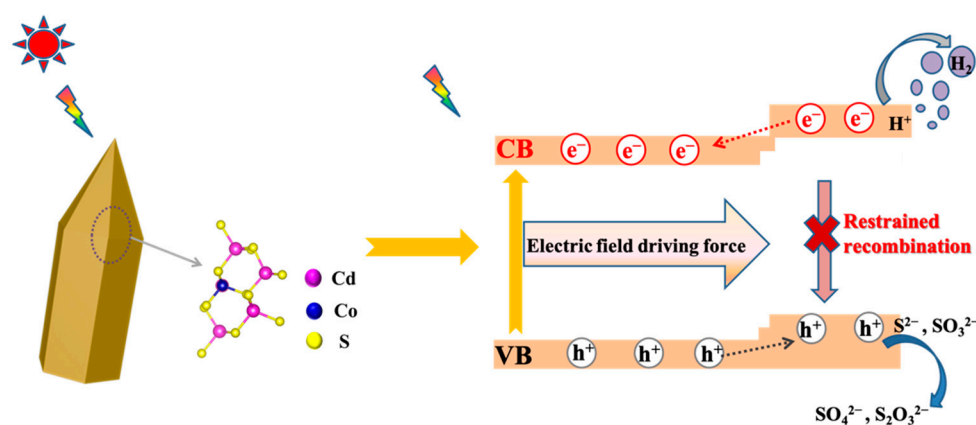 H₂
e⁻ e⁻ H⁺
CB e⁻ e⁻ e⁻
Restrained
recombination
Electric field driving force
Cd
Co
S
h⁺ h⁺ S²⁻, SO₃²⁻
VB h⁺ h⁺ h⁺
SO₄²⁻, S₂O₃²⁻